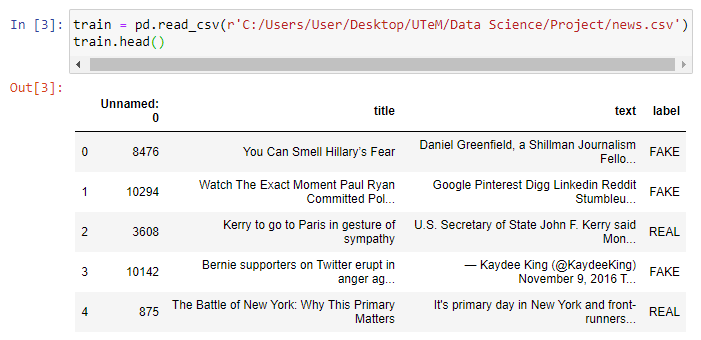 In [3]: train = pd.read_csv(r'C:/Users/User/Desktop/UTeM/Data Science/Project/news.csv')
train.head()
Out[3]:
Unnamed: 0 title text label
0 8476 You Can Smell Hillary's Fear Daniel Greenfield, a Shillman Journalism Fello... FAKE
1 10294 Watch The Exact Moment Paul Ryan Committed Pol... Google Pinterest Digg Linkedin Reddit Stumbleu... FAKE
2 3608 Kerry to go to Paris in gesture of sympathy U.S. Secretary of State John F. Kerry said Mon... REAL
3 10142 Bernie supporters on Twitter erupt in anger ag... — Kaydee King (@KaydeeKing) November 9, 2016 T... FAKE
4 875 The Battle of New York: Why This Primary Matters It's primary day in New York and front-runners... REAL